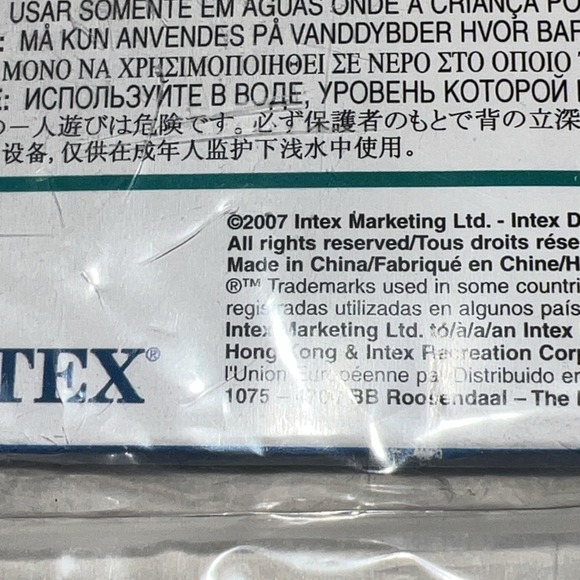 USAR SOMENTE EM ÁGUAS ONDE A CRIANÇA PO
: MÅ KUN ANVENDES PÅ VANDDYBDER HVOR BAR
ΜΟΝΟ ΝΑ ΧΡΗΣΙΜΟΠΟΙΗΘΕΙ ΣΕ ΝΕΡΟ ΣΤΟ ΟΠΟΙΟ
Е: ИСПОЛЬЗУЙТЕ В ВОДЕ, УРОВЕНЬ КОТОРОЙ
の一人遊びは危険です。必ず保護者のもとで背の立深
设备, 仅供在成年人监护下浅水中使用。
©2007 Intex Marketing Ltd. - Intex D
All rights reserved/Tous droits rése
Made in China/Fabriqué en Chine/H
®™ Trademarks used in some countri
registradas utilizadas en algunos país
Intex Marketing Ltd. tó/à/a/an Intex
Hong Kong & Intex Recreation Corp
l'Union Européenne par Distribuido en
1075 – 4700 BB Roosendaal – The
TEX®